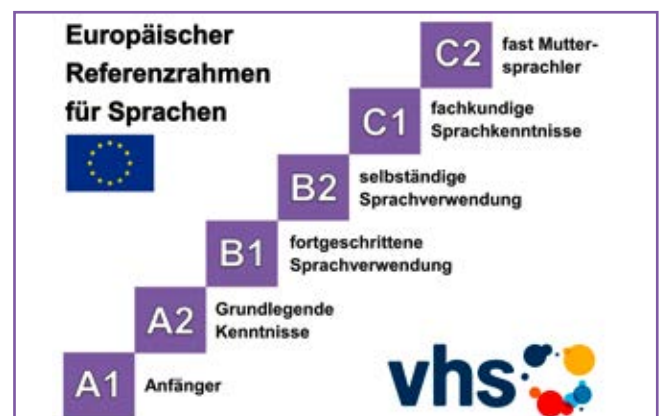 Europäischer
Referenzrahmen
für Sprachen
C2
fast Mutter-
sprachler
C1
fachkundige
Sprachkenntnisse
B2
selbständige
Sprachverwendung
B1
fortgeschrittene
Sprachverwendung
A2
Grundlegende
Kenntnisse
A1
Anfänger
vhs